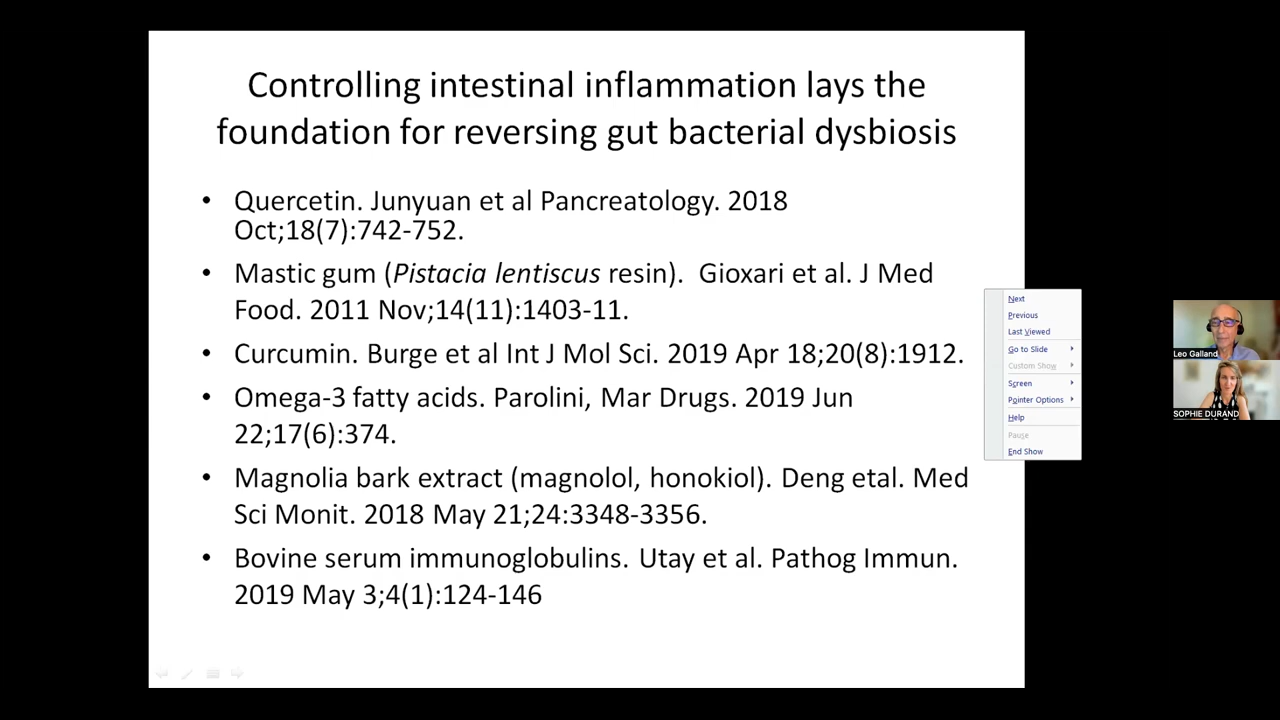 Controlling intestinal inflammation lays the
foundation for reversing gut bacterial dysbiosis
• Quercetin. Junyuan et al Pancreatology. 2018
Oct;18(7):742-752.
• Mastic gum (Pistacia lentiscus resin).  Gioxari et al. J Med
Food. 2011 Nov;14(11):1403-11.
• Curcumin. Burge et al Int J Mol Sci. 2019 Apr 18;20(8):1912.
• Omega-3 fatty acids. Parolini, Mar Drugs. 2019 Jun
22;17(6):374.
• Magnolia bark extract (magnolol, honokiol). Deng etal. Med
Sci Monit. 2018 May 21;24:3348-3356.
• Bovine serum immunoglobulins. Utay et al. Pathog Immun.
2019 May 3;4(1):124-146
Next
Previous
Last Viewed
Go to Slide
Custom Show
Screen
Pointer Options
Help
Pause
End Show
Leo Galland
SOPHIE DURAND